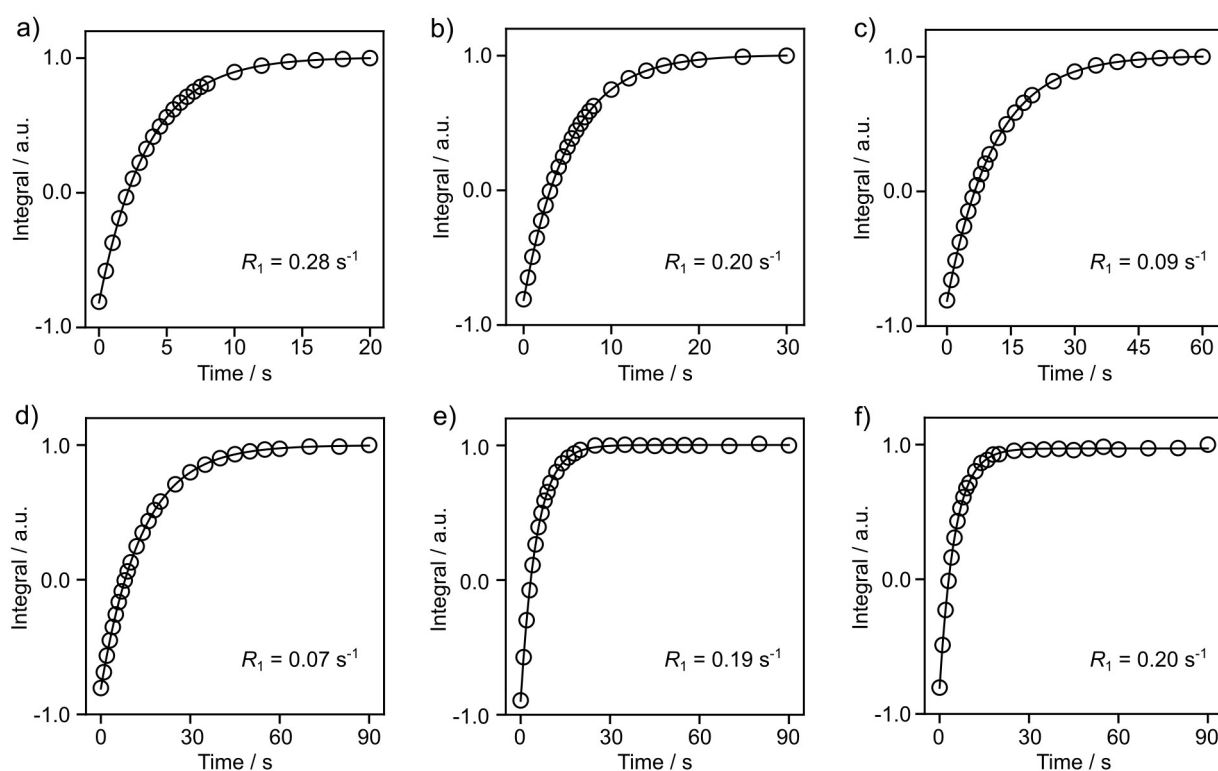 a)
1.0
0.0
-1.0
Integral / a.u.
R1 = 0.28 s-1
0 5 10 15 20
Time / s
b)
1.0
0.0
-1.0
Integral / a.u.
R1 = 0.20 s-1
0 10 20 30
Time / s
c)
1.0
0.0
-1.0
Integral / a.u.
R1 = 0.09 s-1
0 15 30 45 60
Time / s
d)
1.0
0.0
-1.0
Integral / a.u.
R1 = 0.07 s-1
0 30 60 90
Time / s
e)
1.0
0.0
-1.0
Integral / a.u.
R1 = 0.19 s-1
0 30 60 90
Time / s
f)
1.0
0.0
-1.0
Integral / a.u.
R1 = 0.20 s-1
0 30 60 90
Time / s